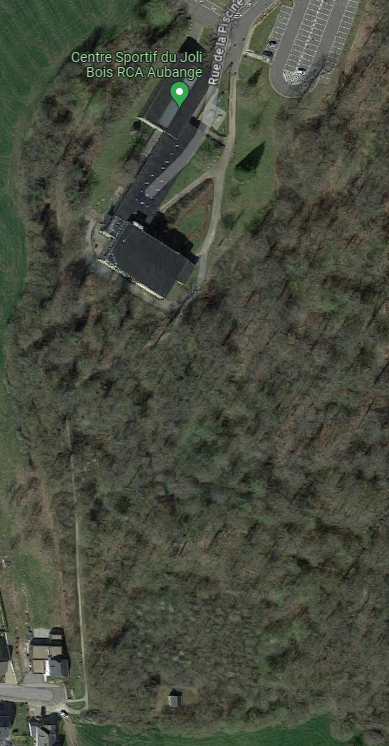 Centre Sportif du Joli
Bois RCA Aubange
Rue de la Piscine